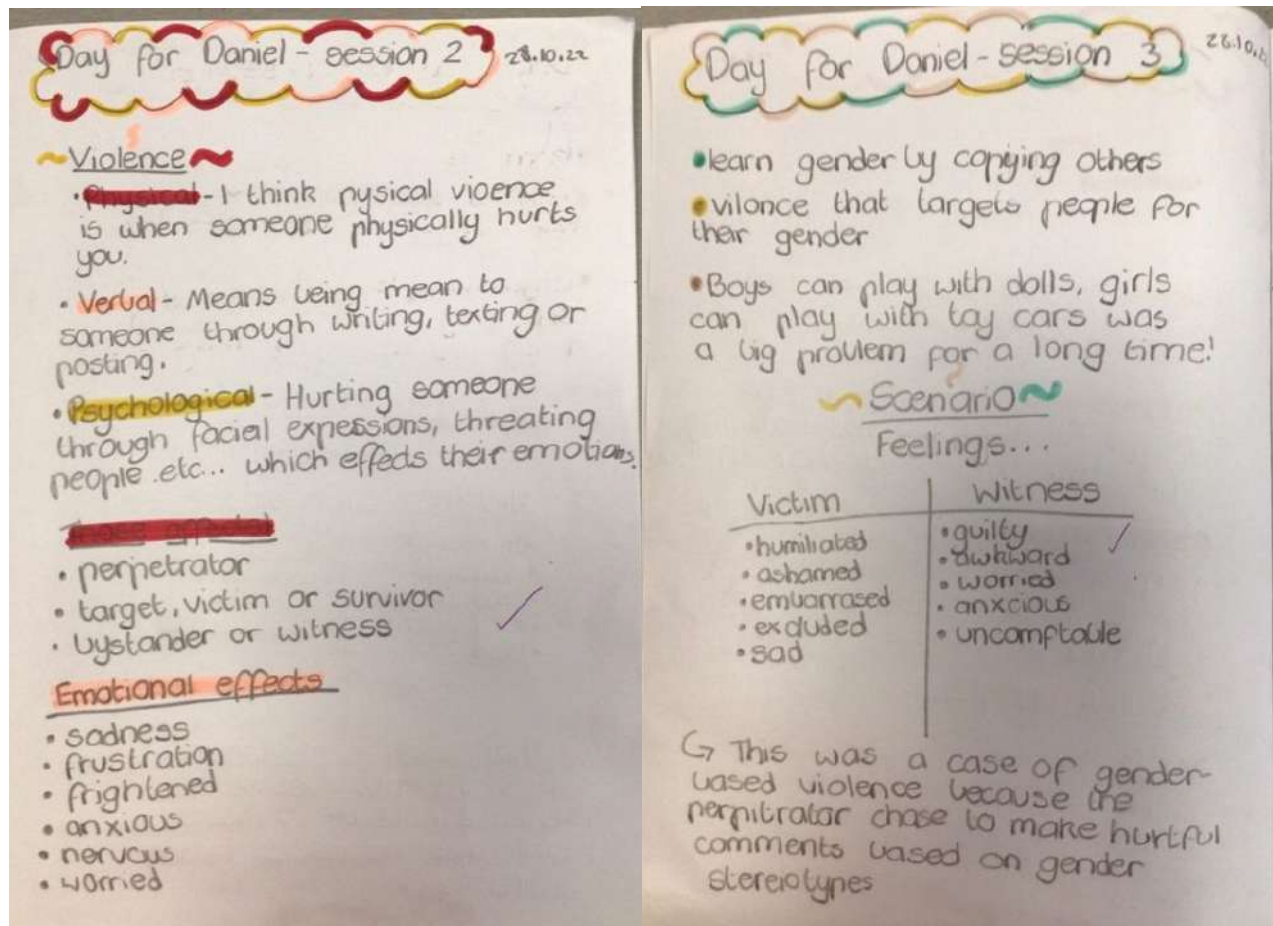 Day for Daniel - session 2
28.10.22
~Violence~
• Physical - I think pysical vioence
is when someone physically hurts
you.
• Verbal - Means being mean to
someone through writing, texting or
posting.
• Psychological - Hurting someone
through facial expessions, threating
people .etc... which effeds their emotions.
Those affected
• perpetrator
• target, victim or survivor
• bystander or witness
Emotional effects
• sadness
• frustration
• frightened
• anxious
• nervous
• worried
Day for Daniel - session 3
28.10.22
• learn gender by copying others
• vilonce that targets people for
their gender
• Boys can play with dolls, girls
can play with toy cars was
a big problem for a long time!
~Scenario~
Feelings...
Victim
• humiliated
• ashamed
• embarrased
• excluded
• sad
Witness
• guilty
• awkward
• worried
• anxcious
• uncomptable
↪ This was a case of gender-
based violence because the
perpitrator chose to make hurtful
comments based on gender
stereotypes